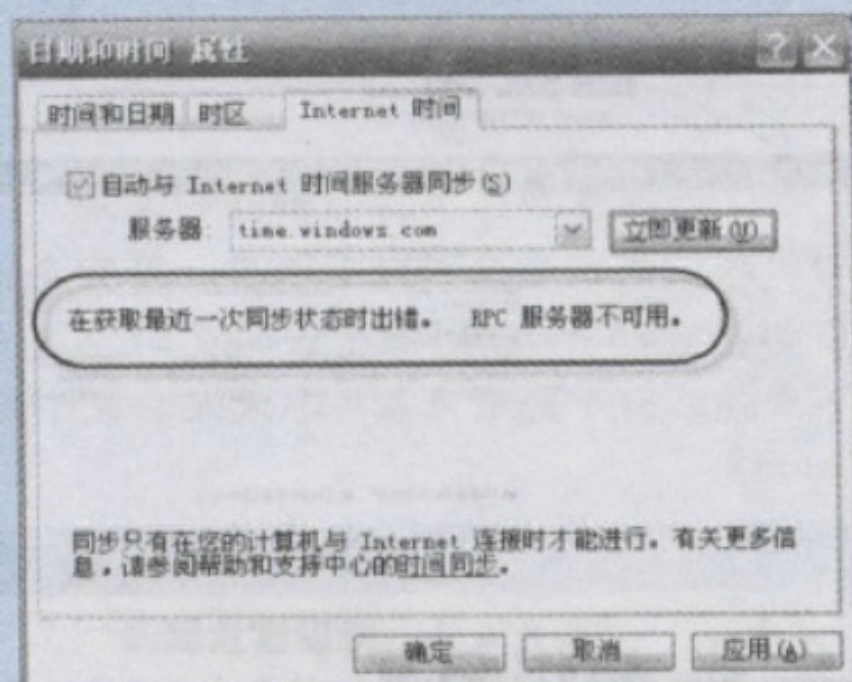 日期和时间 属性
时间和日期 时区 Internet 时间
自动与 Internet 时间服务器同步(S)
服务器: time.windows.com 立即更新(U)
在获取最近一次同步状态时出错。 RPC 服务器不可用。
同步只有在您的计算机与 Internet 连接时才能进行。有关更多信
息，请参阅帮助和支持中心的时间同步。
确定 取消 应用(A)